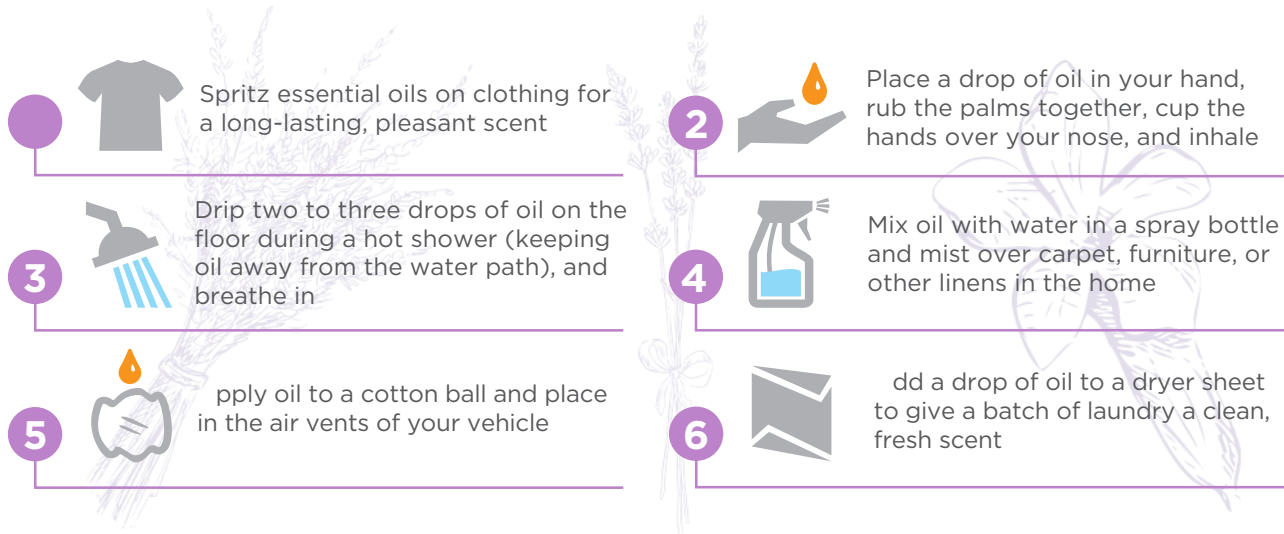 Spritz essential oils on clothing for
a long-lasting, pleasant scent
2
Place a drop of oil in your hand,
rub the palms together, cup the
hands over your nose, and inhale
3
Drip two to three drops of oil on the
floor during a hot shower (keeping
oil away from the water path), and
breathe in
4
Mix oil with water in a spray bottle
and mist over carpet, furniture, or
other linens in the home
5
pply oil to a cotton ball and place
in the air vents of your vehicle
6
dd a drop of oil to a dryer sheet
to give a batch of laundry a clean,
fresh scent